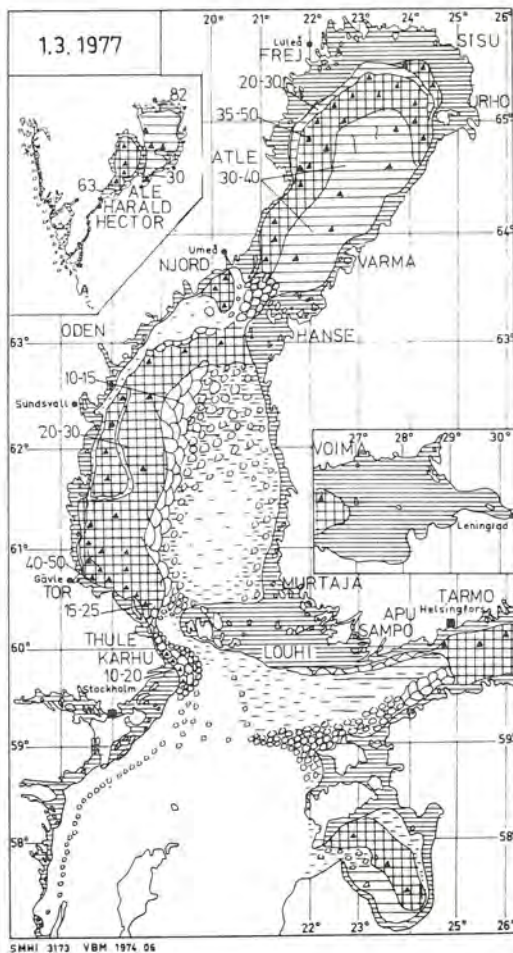 1.3. 1977
20° 21° 22° 23° 24° 25°
Luleå
FREJ
SISU
20-30
URHO
35-50
65°
ATLE
30-40
82
63
30
ALE
HARALD
HECTOR
64°
Umeå
NJORD
VARMA
ODEN
HANSE
63°
63°
10-15
Sundsvall
20-30
62°
VOIMA
27° 28° 29° 30°
Leningrad
61°
40-50
Gävle
TOR
15-25
MURTAJA
TARMO
APU
Helsingfors
SAMPO
60°
LOUHI
THULE
KARHU
10-20
Stockholm
59°
59°
58°
58°
22° 23° 24° 25° 26°
SMHI 3173 VBM 1974 06